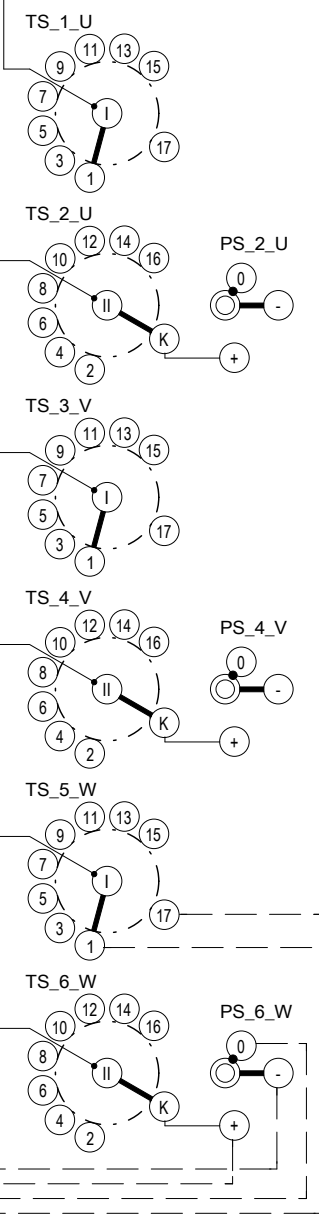 TS_1_U
11 13
9 15
7 I
5
3 17
1
TS_2_U
12 14 PS_2_U
10 16 0
8 II -
6 K
4 +
2
TS_3_V
11 13
9 15
7 I
5
3 17
1
TS_4_V
12 14 PS_4_V
10 16 0
8 II -
6 K
4 +
2
TS_5_W
11 13
9 15
7 I
5 17
3
1
TS_6_W
12 14 PS_6_W
10 16 0
8 II -
6 K
4 +
2